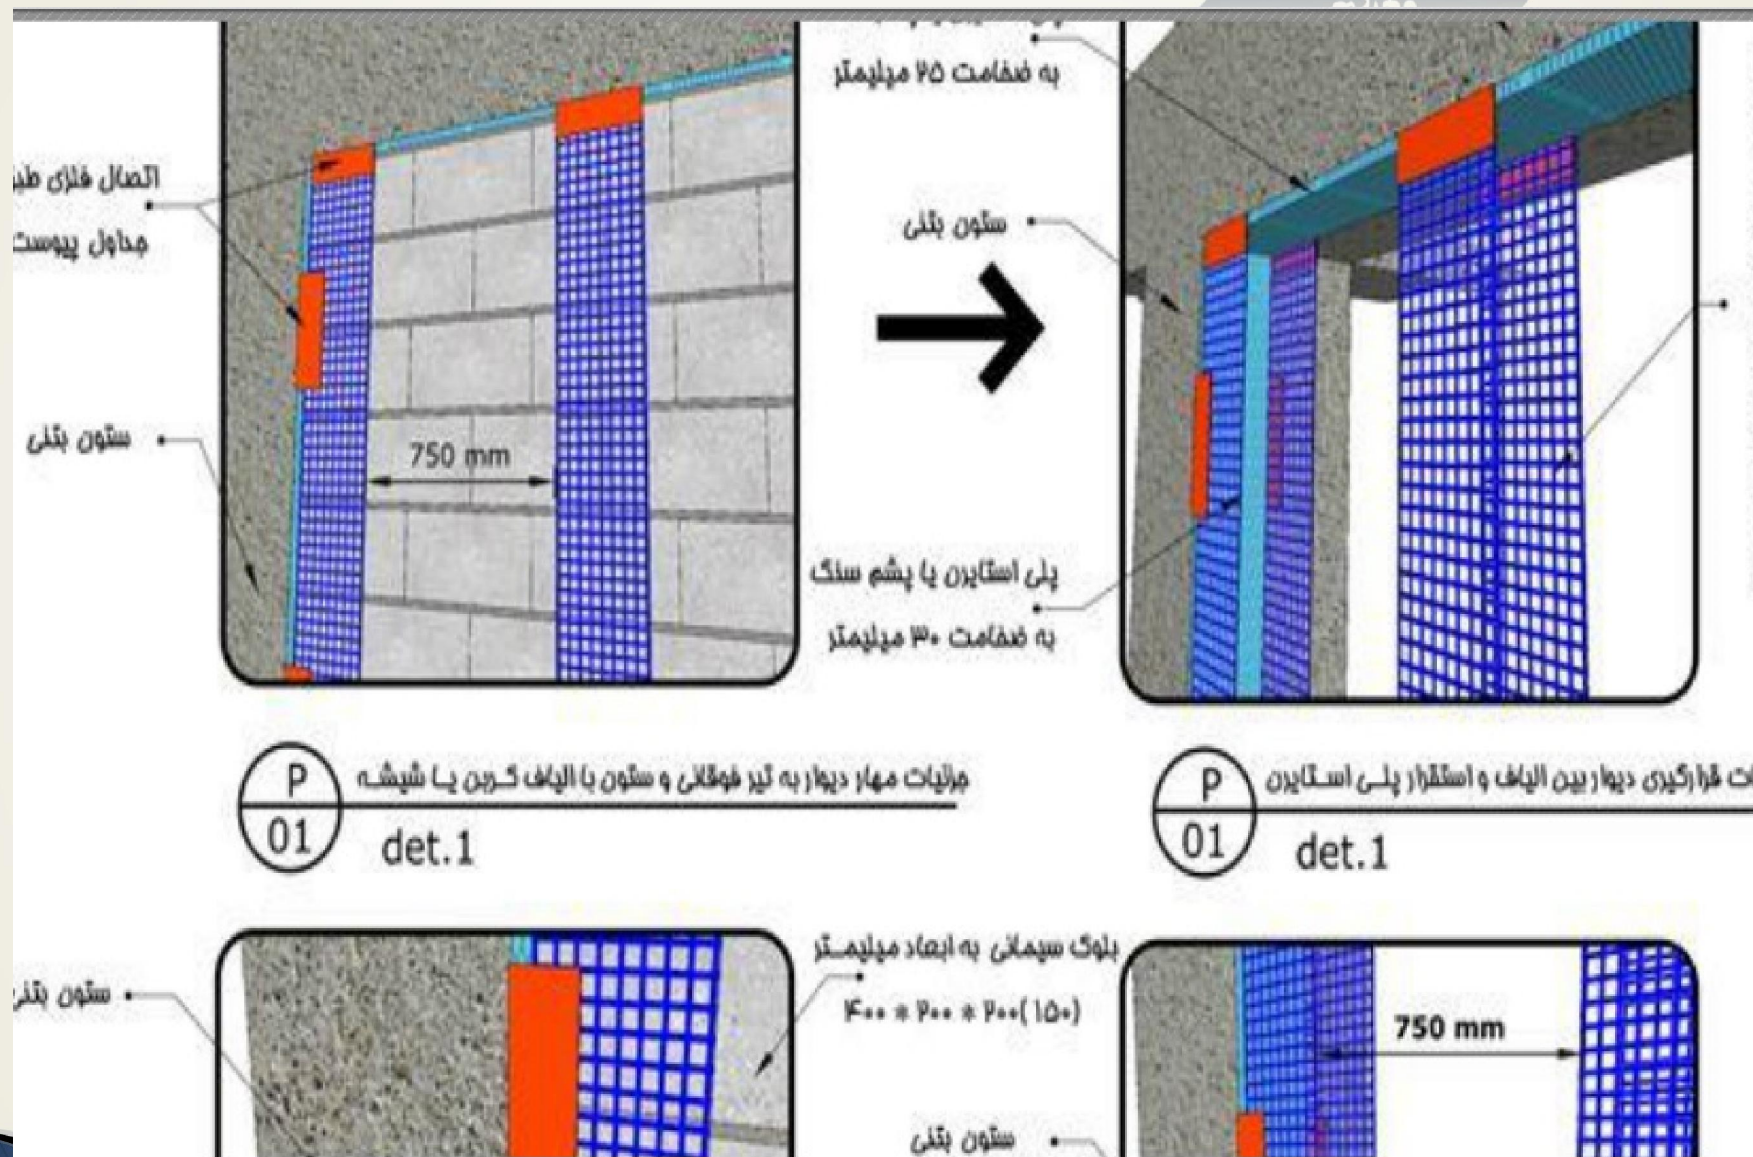 به ضخامت ۲۵ میلیمتر
اتصال فلزی
جداول پیوست
ستون بتنی
ستون بتنی
750 mm
پلی استایرن یا پشم سنگ
به ضخامت ۳۰ میلیمتر
P
01
جزئیات مهار دیوار به تیر فوقانی و ستون با الیاف کربن یا شیشه
det.1
P
01
قرارگیری دیوار بین الیاف و استقرار پلی استایرن
det.1
بلوک سیمانی به ابعاد میلیمتر
۴۰۰ * ۲۰۰ * ۲۰۰(۱۵۰)
ستون بتنی
750 mm
ستون بتنی